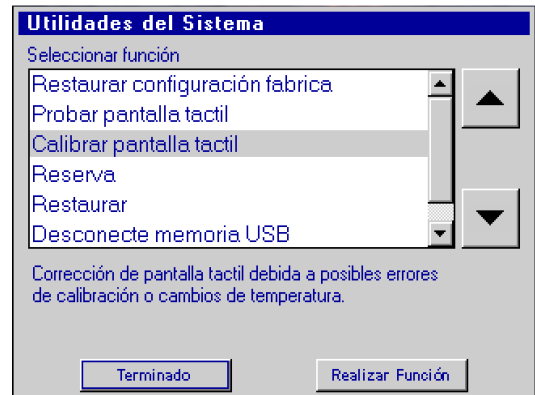 Utilidades del Sistema
Seleccionar función
Restaurar configuración fabrica
Probar pantalla tactil
Calibrar pantalla tactil
Reserva
Restaurar
Desconecte memoria USB
Corrección de pantalla tactil debida a posibles errores
de calibración o cambios de temperatura.
Terminado
Realizar Función